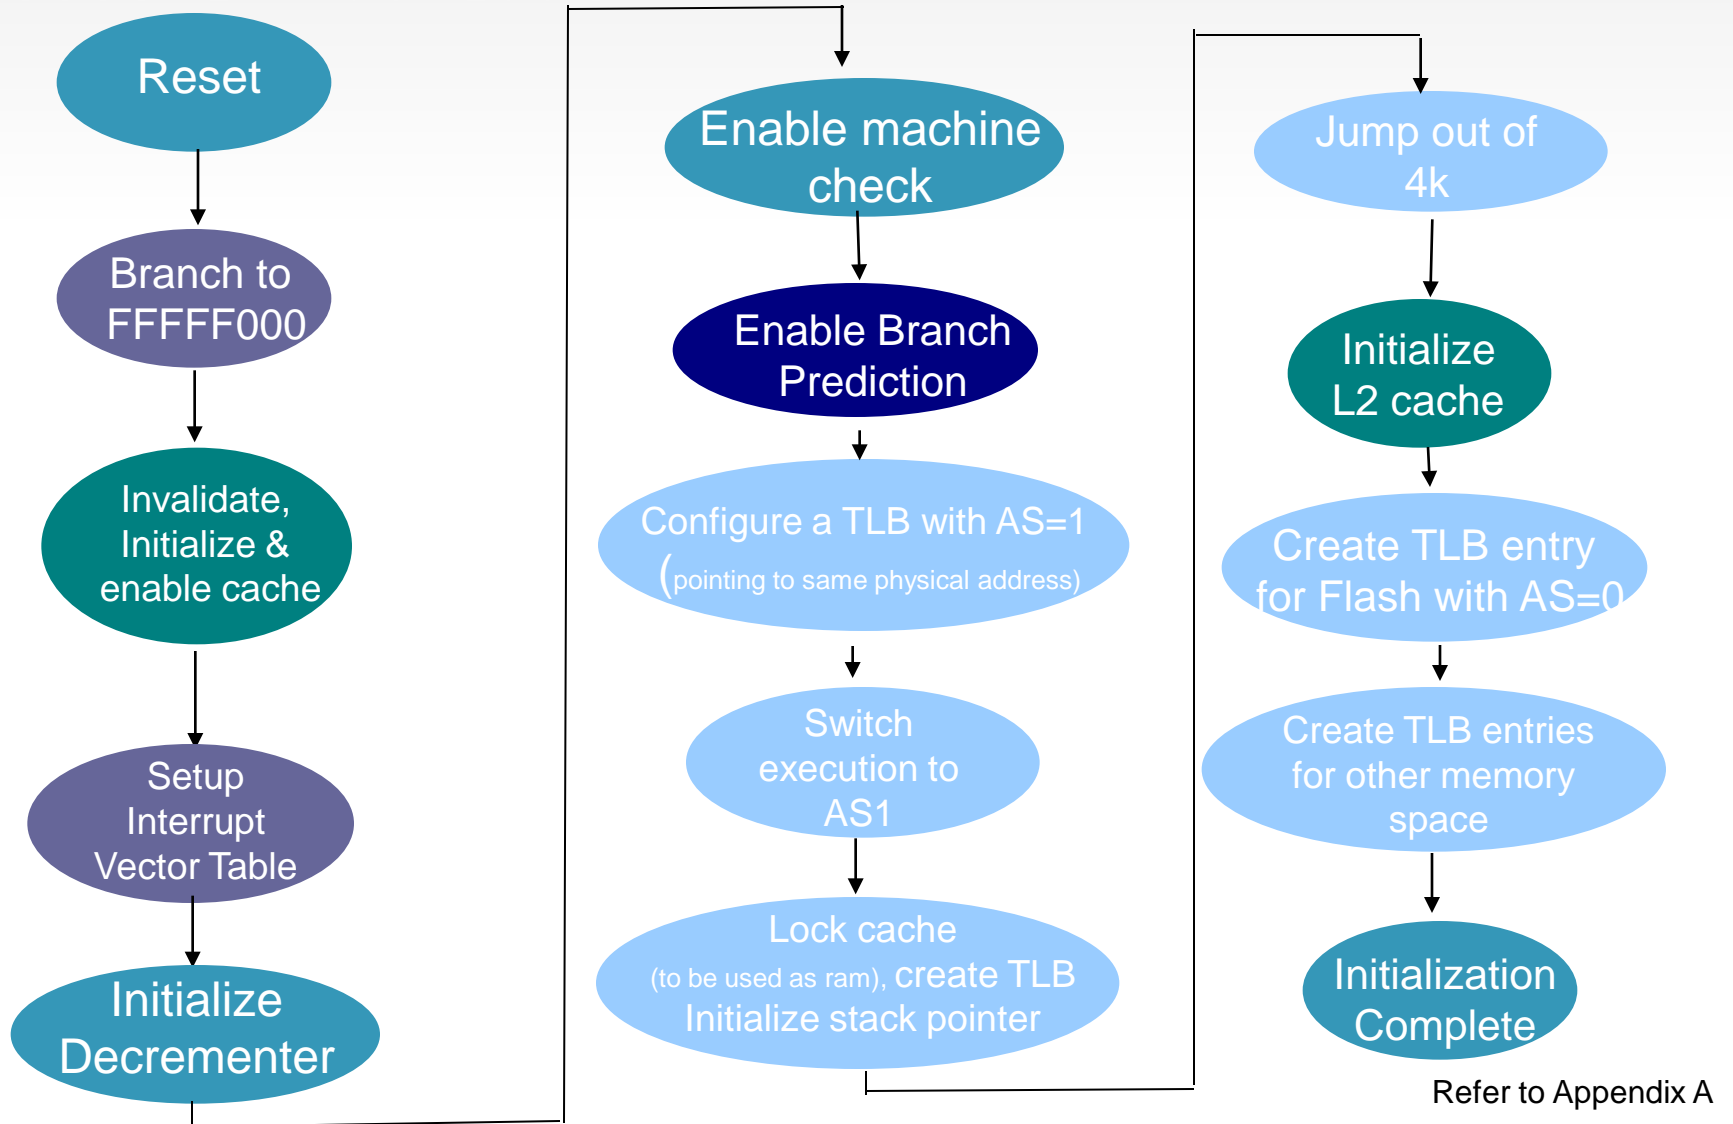 Reset
Branch to
FFFFF000
Invalidate,
Initialize &
enable cache
Setup
Interrupt
Vector Table
Initialize
Decrementer
Enable machine
check
Enable Branch
Prediction
Configure a TLB with AS=1
(pointing to same physical address)
Switch
execution to
AS1
Lock cache
(to be used as ram), create TLB
Initialize stack pointer
Jump out of
4k
Initialize
L2 cache
Create TLB entry
for Flash with AS=0
Create TLB entries
for other memory
space
Initialization
Complete
Refer to Appendix A